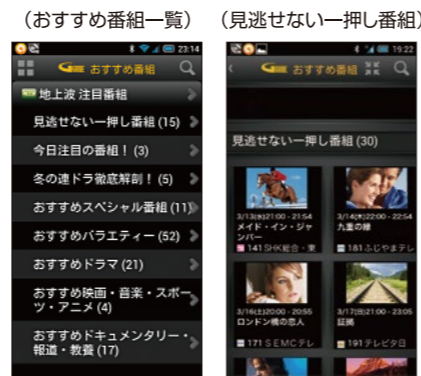 （おすすめ番組一覧）
（見逃せない一押し番組）
23:14
おすすめ番組
地上波 注目番組
見逃せない一押し番組 (15)
今日注目の番組！ (3)
冬の連ドラ徹底解剖！ (5)
おすすめスペシャル番組 (11)
おすすめバラエティー (52)
おすすめドラマ (21)
おすすめ映画・音楽・スポー
ツ・アニメ (4)
おすすめドキュメンタリー・
報道・教養 (17)
19:22
おすすめ番組
見逃せない一押し番組 (30)
3/13(水)21:00 - 21:54
メイド・イン・ジャ
ンパー
141 SHK総合・東
3/14(木)22:00 - 22:54
九重の緑
181 ふじやまテレ
3/16(土)20:00 - 20:55
ロンドン橋の恋人
171 SEMCテレ
3/17(日)21:00 - 23:05
証拠
191 テレビ夕日